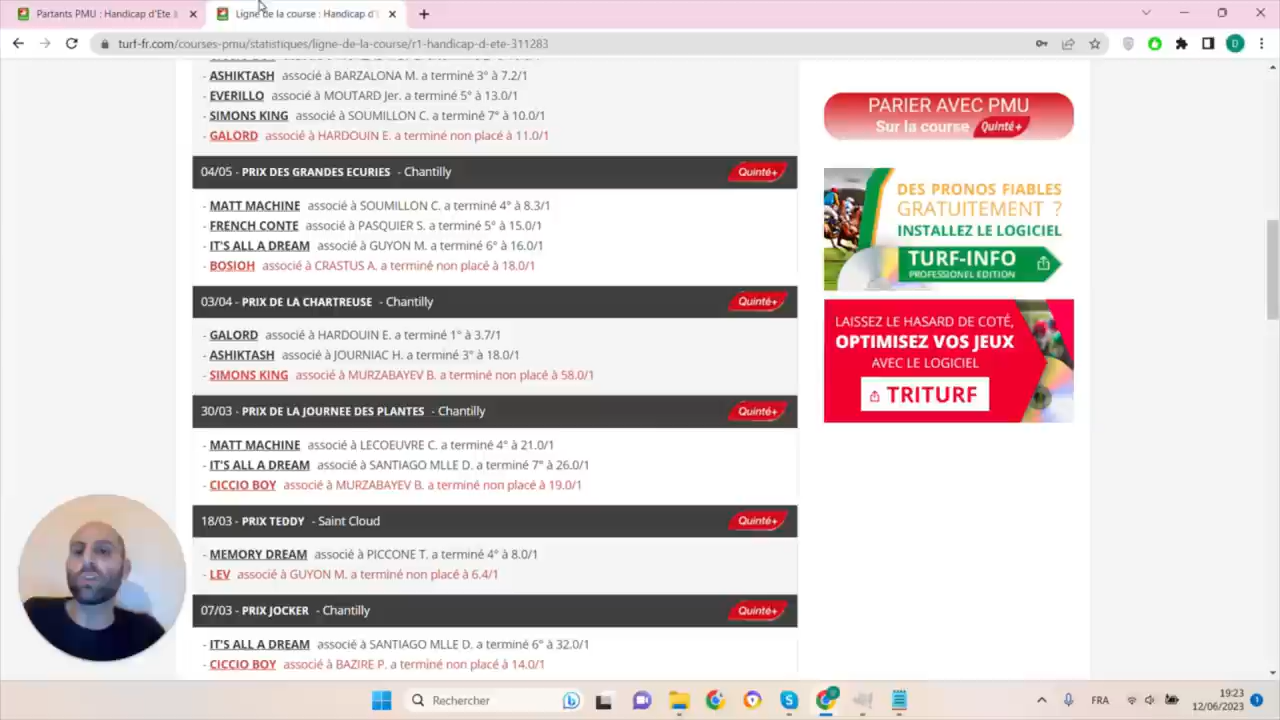 Partants PMU : Handicap d'Ete
Ligne de la course : Handicap d'
turf-fr.com/courses-pmu/statistiques/ligne-de-la-course/r1-handicap-d-ete-311283
D
- ASHIKTASH associé à BARZALONA M. a terminé 3° à 7.2/1
- EVERILLO associé à MOUTARD Jer. a terminé 5° à 13.0/1
- SIMONS KING associé à SOUMILLON C. a terminé 7° à 10.0/1
- GALORD associé à HARDOUIN E. a terminé non placé à 11.0/1
04/05 - PRIX DES GRANDES ECURIES - Chantilly Quinté+
- MATT MACHINE associé à SOUMILLON C. a terminé 4° à 8.3/1
- FRENCH CONTE associé à PASQUIER S. a terminé 5° à 15.0/1
- IT'S ALL A DREAM associé à GUYON M. a terminé 6° à 16.0/1
- BOSIOH associé à CRASTUS A. a terminé non placé à 18.0/1
03/04 - PRIX DE LA CHARTREUSE - Chantilly Quinté+
- GALORD associé à HARDOUIN E. a terminé 1° à 3.7/1
- ASHIKTASH associé à JOURNIAC H. a terminé 3° à 18.0/1
- SIMONS KING associé à MURZABAYEV B. a terminé non placé à 58.0/1
30/03 - PRIX DE LA JOURNEE DES PLANTES - Chantilly Quinté+
- MATT MACHINE associé à LECOEUVRE C. a terminé 4° à 21.0/1
- IT'S ALL A DREAM associé à SANTIAGO MLLE D. a terminé 7° à 26.0/1
- CICCIO BOY associé à MURZABAYEV B. a terminé non placé à 19.0/1
18/03 - PRIX TEDDY - Saint Cloud Quinté+
- MEMORY DREAM associé à PICCONE T. a terminé 4° à 8.0/1
- LEV associé à GUYON M. a terminé non placé à 6.4/1
07/03 - PRIX JOCKER - Chantilly Quinté+
- IT'S ALL A DREAM associé à SANTIAGO MLLE D. a terminé 6° à 32.0/1
- CICCIO BOY associé à BAZIRE P. a terminé non placé à 14.0/1
PARIER AVEC PMU
Sur la course Quinté+
DES PRONOS FIABLES
GRATUITEMENT ?
INSTALLEZ LE LOGICIEL
TURF-INFO
PROFESSIONEL EDITION
LAISSEZ LE HASARD DE COTÉ,
OPTIMISEZ VOS JEUX
AVEC LE LOGICIEL
TRITURF
Rechercher
FRA
19:23
12/06/2023